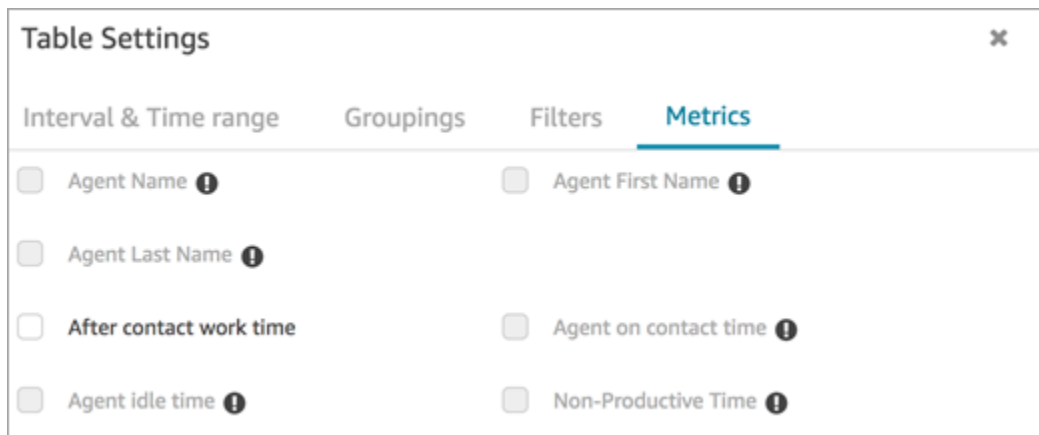 Table Settings
Interval & Time range Groupings Filters Metrics
Agent Name Agent First Name
Agent Last Name
After contact work time Agent on contact time
Agent idle time Non-Productive Time